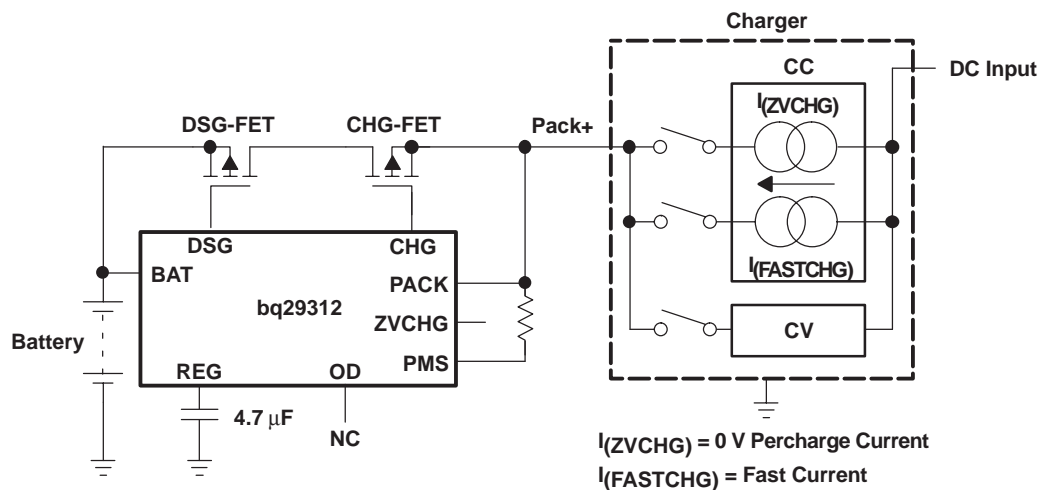 Charger
DC Input
CC
I(ZVCHG)
DSG-FET
CHG-FET
Pack+
I(FASTCHG)
DSG
CHG
BAT
PACK
bq29312
ZVCHG
CV
Battery
PMS
REG
OD
4.7 μF
NC
I(ZVCHG) = 0 V Percharge Current
I(FASTCHG) = Fast Current